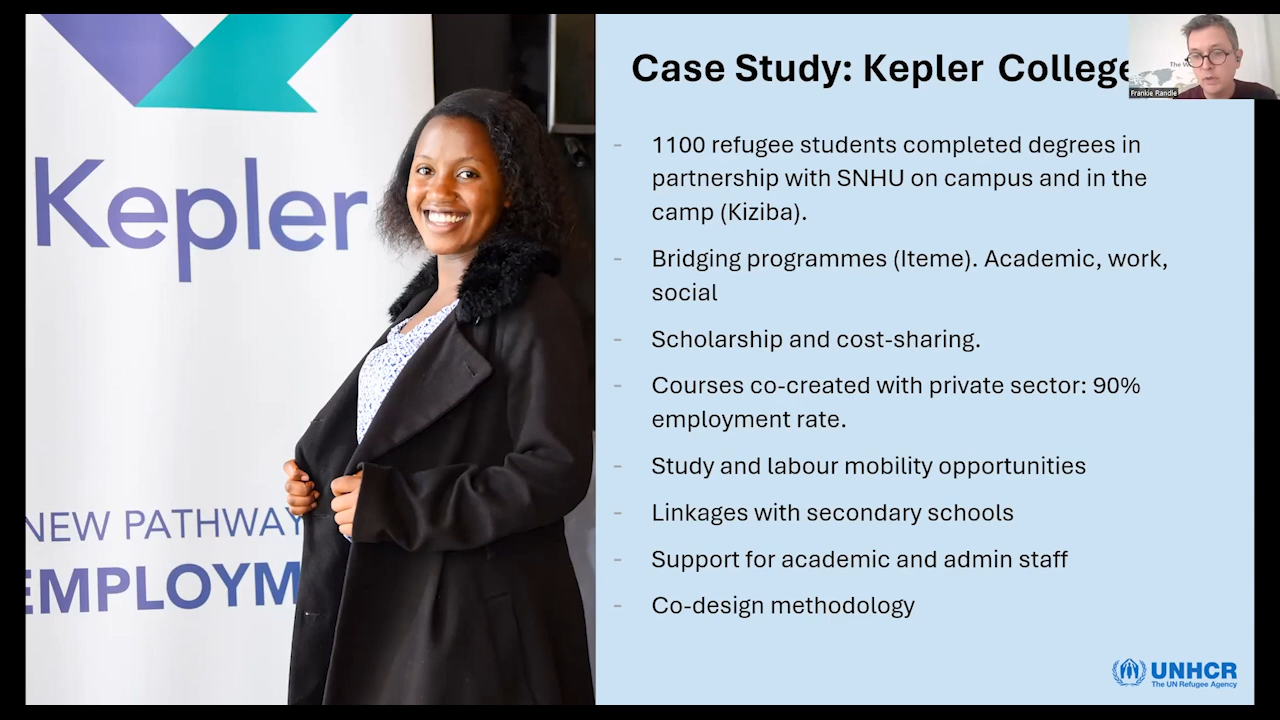 Case Study: Kepler College
Frankie Randle
Kepler
NEW PATHWAY
EMPLOYM
- 1100 refugee students completed degrees in
partnership with SNHU on campus and in the
camp (Kiziba).
- Bridging programmes (Iteme). Academic, work,
social
- Scholarship and cost-sharing.
- Courses co-created with private sector: 90%
employment rate.
- Study and labour mobility opportunities
- Linkages with secondary schools
- Support for academic and admin staff
- Co-design methodology
UNHCR
The UN Refugee Agency